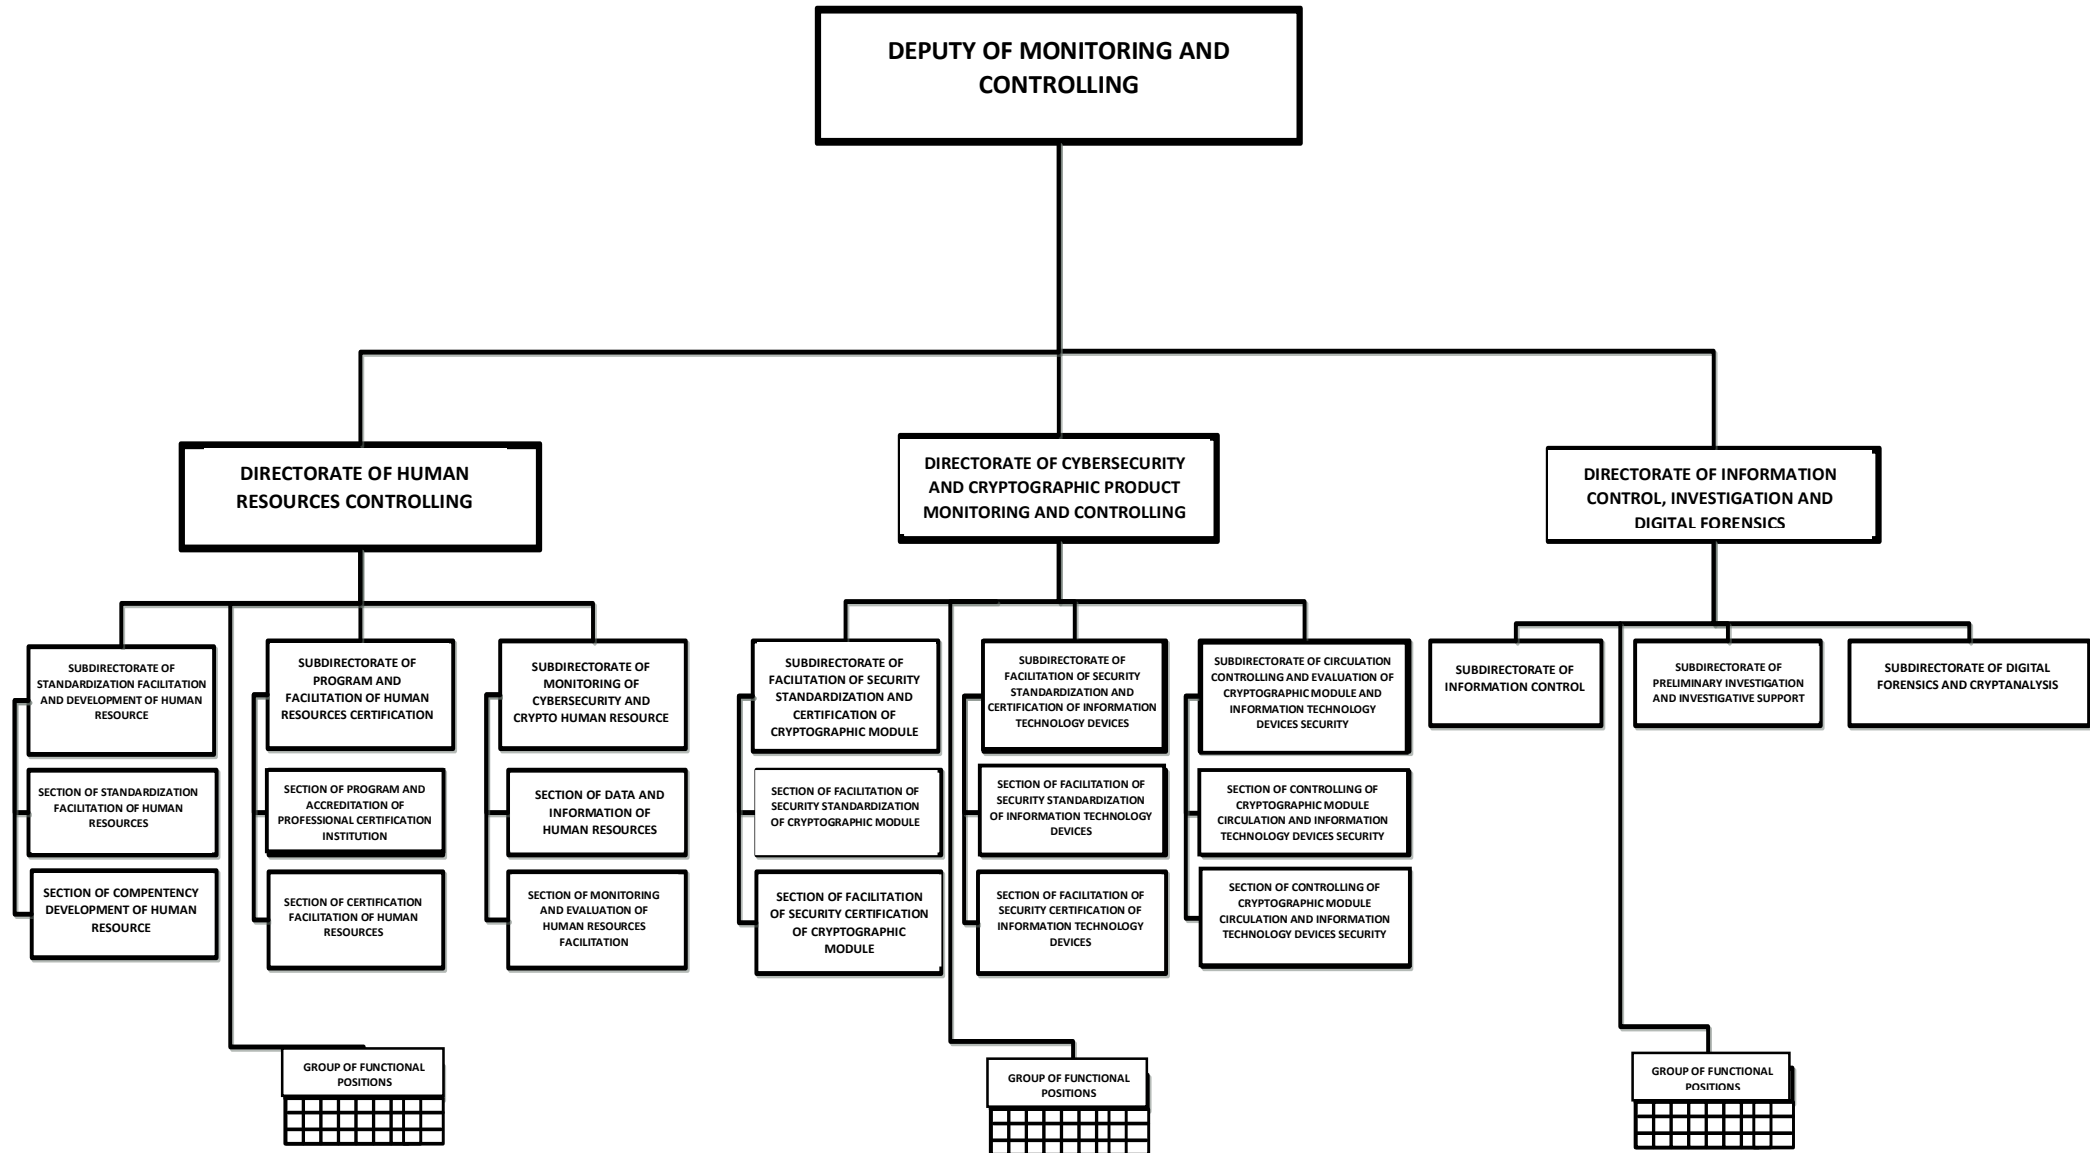 DEPUTY OF MONITORING AND
CONTROLLING
DIRECTORATE OF HUMAN
RESOURCES CONTROLLING
DIRECTORATE OF CYBERSECURITY
AND CRYPTOGRAPHIC PRODUCT
MONITORING AND CONTROLLING
DIRECTORATE OF INFORMATION
CONTROL, INVESTIGATION AND
DIGITAL FORENSICS
SUBDIRECTORATE OF
STANDARDIZATION FACILITATION
AND DEVELOPMENT OF HUMAN
RESOURCE
SUBDIRECTORATE OF
PROGRAM AND
FACILITATION OF HUMAN
RESOURCES CERTIFICATION
SUBDIRECTORATE OF
MONITORING OF
CYBERSECURITY AND
CRYPTO HUMAN RESOURCE
SUBDIRECTORATE OF
FACILITATION OF SECURITY
STANDARDIZATION AND
CERTIFICATION OF
CRYPTOGRAPHIC MODULE
SUBDIRECTORATE OF
FACILITATION OF SECURITY
STANDARDIZATION AND
CERTIFICATION OF INFORMATION
TECHNOLOGY DEVICES
SUBDIRECTORATE OF CIRCULATION
CONTROLLING AND EVALUATION OF
CRYPTOGRAPHIC MODULE AND
INFORMATION TECHNOLOGY
DEVICES SECURITY
SUBDIRECTORATE OF
INFORMATION CONTROL
SUBDIRECTORATE OF
PRELIMINARY INVESTIGATION
AND INVESTIGATIVE SUPPORT
SUBDIRECTORATE OF DIGITAL
FORENSICS AND CRYPTANALYSIS
SECTION OF STANDARDIZATION
FACILITATION OF HUMAN
RESOURCES
SECTION OF PROGRAM AND
ACCREDITATION OF
PROFESSIONAL CERTIFICATION
INSTITUTION
SECTION OF DATA AND
INFORMATION OF
HUMAN RESOURCES
SECTION OF FACILITATION OF
SECURITY STANDARDIZATION
OF CRYPTOGRAPHIC MODULE
SECTION OF FACILITATION OF
SECURITY STANDARDIZATION
OF INFORMATION TECHNOLOGY
DEVICES
SECTION OF CONTROLLING OF
CRYPTOGRAPHIC MODULE
CIRCULATION AND INFORMATION
TECHNOLOGY DEVICES SECURITY
SECTION OF COMPENTENCY
DEVELOPMENT OF HUMAN
RESOURCE
SECTION OF CERTIFICATION
FACILITATION OF HUMAN
RESOURCES
SECTION OF MONITORING
AND EVALUATION OF
HUMAN RESOURCES
FACILITATION
SECTION OF FACILITATION
OF SECURITY CERTIFICATION
OF CRYPTOGRAPHIC
MODULE
SECTION OF FACILITATION OF
SECURITY CERTIFICATION OF
INFORMATION TECHNOLOGY
DEVICES
SECTION OF CONTROLLING OF
CRYPTOGRAPHIC MODULE
CIRCULATION AND INFORMATION
TECHNOLOGY DEVICES SECURITY
GROUP OF FUNCTIONAL
POSITIONS
GROUP OF FUNCTIONAL
POSITIONS
GROUP OF FUNCTIONAL
POSITIONS